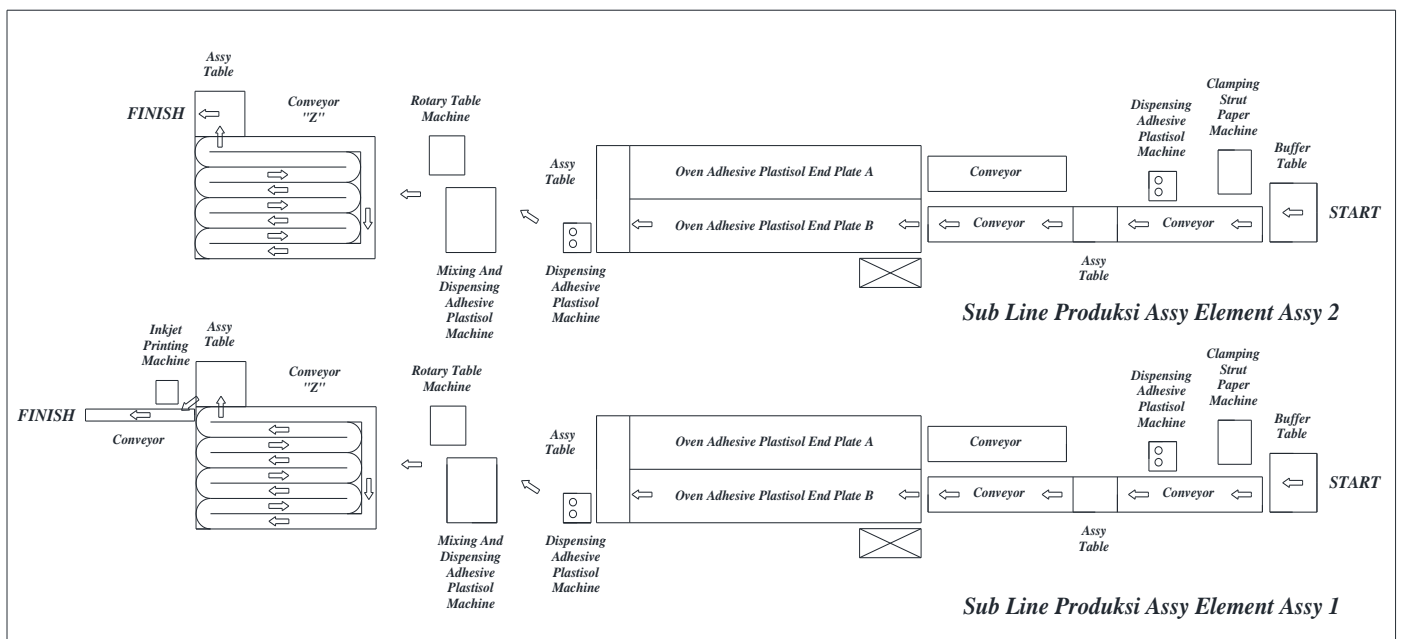 Assy
Table
FINISH
Conveyor
"Z"
Rotary Table
Machine
Mixing And
Dispensing
Adhesive
Plastisol
Machine
Assy
Table
Dispensing
Adhesive
Plastisol
Machine
Oven Adhesive Plastisol End Plate A
Oven Adhesive Plastisol End Plate B
Conveyor
Conveyor
Assy
Table
Conveyor
Dispensing
Adhesive
Plastisol
Machine
Clamping
Strut
Paper
Machine
Buffer
Table
START
Sub Line Produksi Assy Element Assy 2
Inkjet
Printing
Machine
Assy
Table
FINISH
Conveyor
Conveyor
"Z"
Rotary Table
Machine
Mixing And
Dispensing
Adhesive
Plastisol
Machine
Assy
Table
Dispensing
Adhesive
Plastisol
Machine
Oven Adhesive Plastisol End Plate A
Oven Adhesive Plastisol End Plate B
Conveyor
Conveyor
Assy
Table
Conveyor
Dispensing
Adhesive
Plastisol
Machine
Clamping
Strut
Paper
Machine
Buffer
Table
START
Sub Line Produksi Assy Element Assy 1